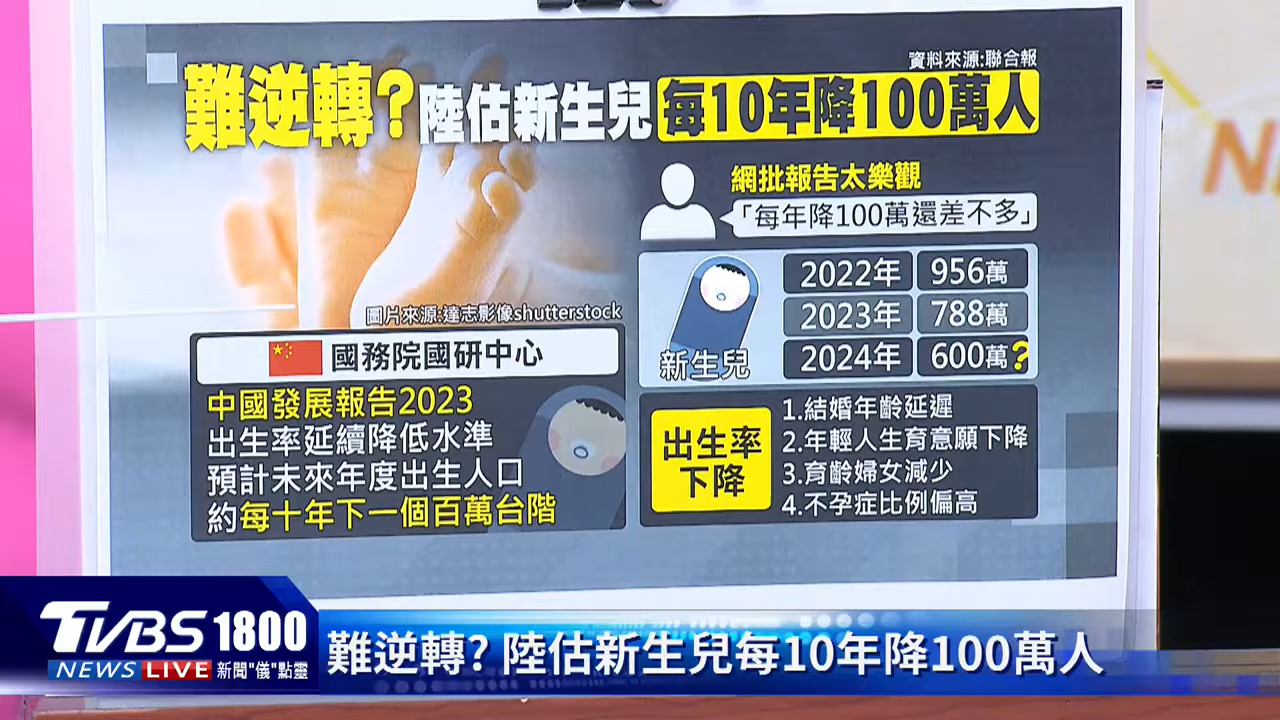 資料來源:聯合報
難逆轉?陸估新生兒每10年降100萬人
網批報告太樂觀
「每年降100萬還差不多」
圖片來源:達志影像shutterstock
國務院國研中心
中國發展報告2023
出生率延續降低水準
預計未來年度出生人口
約每十年下一個百萬台階
新生兒
2022年 956萬
2023年 788萬
2024年 600萬?
出生率
下降
1.結婚年齡延遲
2.年輕人生育意願下降
3.育齡婦女減少
4.不孕症比例偏高
TVBS 1800
NEWS LIVE 新聞"儀"點靈
難逆轉? 陸估新生兒每10年降100萬人